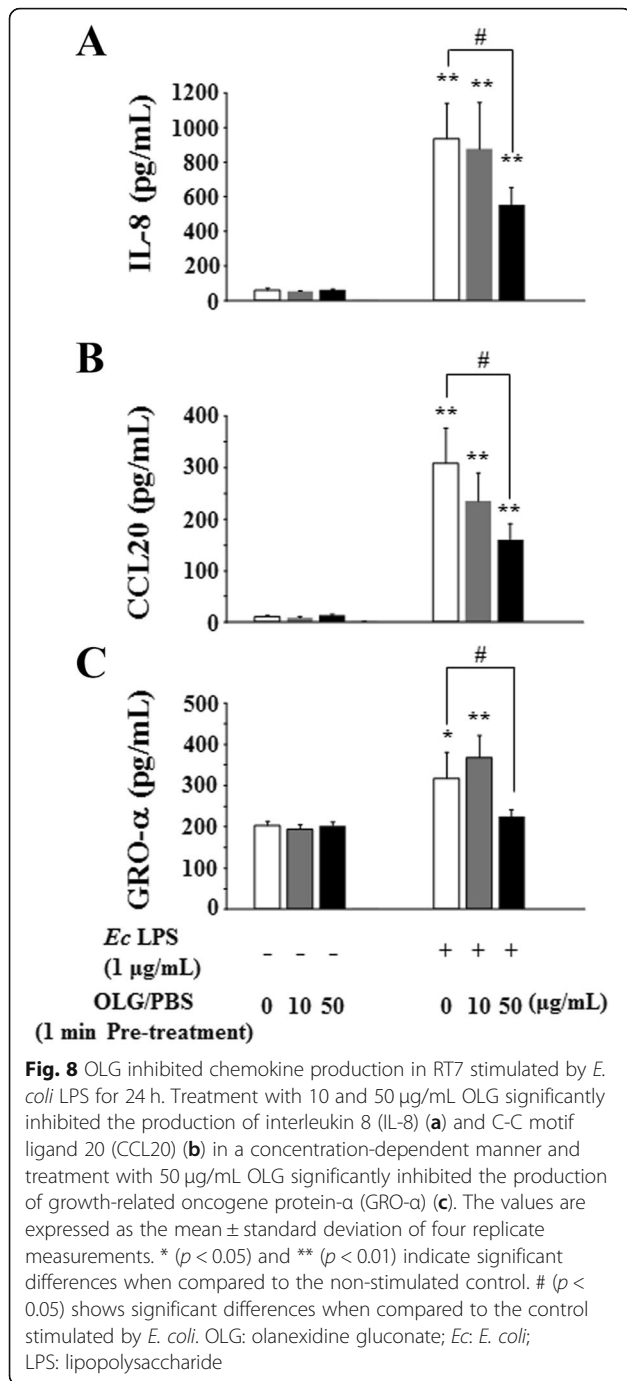 A
#
** ** **
IL-8 (pg/mL)
1200
1000
800
600
400
200
0
B
#
** ** **
CCL20 (pg/mL)
400
300
200
100
0
C
#
* **
GRO-α (pg/mL)
500
400
300
200
100
0
Ec LPS
(1 μg/mL)
- - - + + +
OLG/PBS
(1 min Pre-treatment)
0 10 50 0 10 50 (μg/mL)
Fig. 8 OLG inhibited chemokine production in RT7 stimulated by E.
coli LPS for 24 h. Treatment with 10 and 50 μg/mL OLG significantly
inhibited the production of interleukin 8 (IL-8) (a) and C-C motif
ligand 20 (CCL20) (b) in a concentration-dependent manner and
treatment with 50 μg/mL OLG significantly inhibited the production
of growth-related oncogene protein-α (GRO-α) (c). The values are
expressed as the mean ± standard deviation of four replicate
measurements. * (p < 0.05) and ** (p < 0.01) indicate significant
differences when compared to the non-stimulated control. # (p <
0.05) shows significant differences when compared to the control
stimulated by E. coli. OLG: olanexidine gluconate; Ec: E. coli;
LPS: lipopolysaccharide